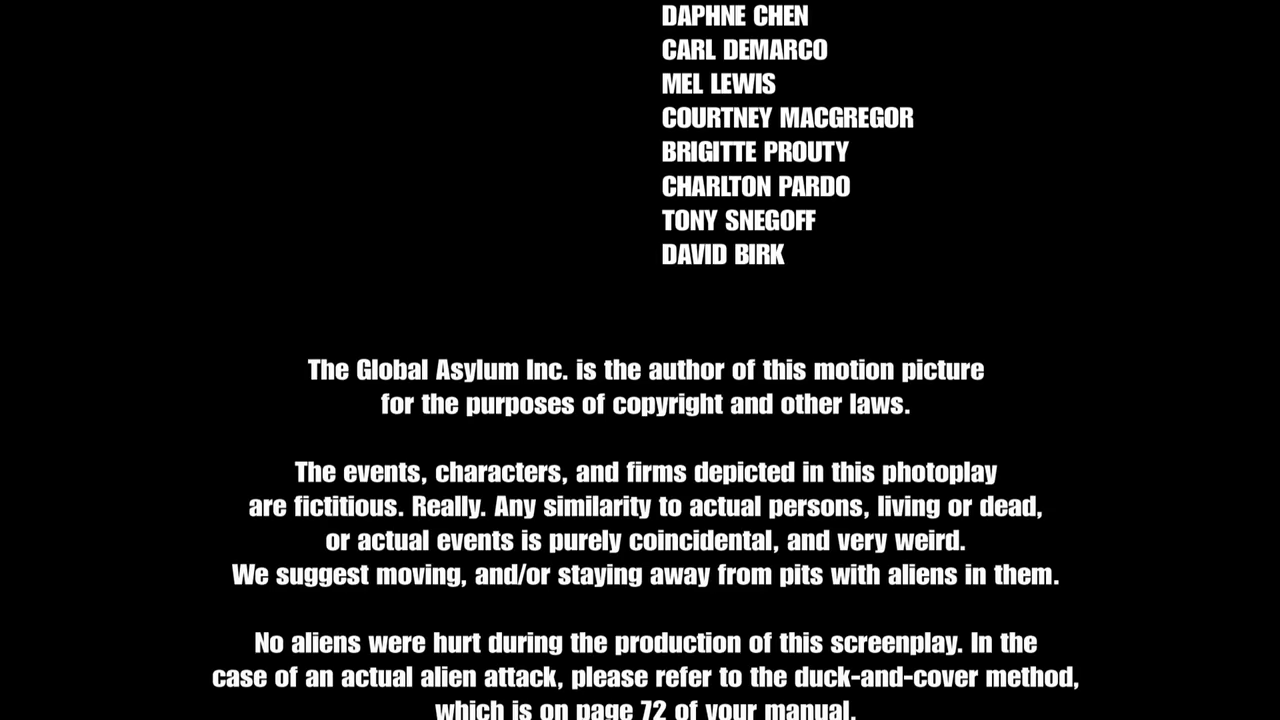 DAPHNE CHEN
CARL DEMARCO
MEL LEWIS
COURTNEY MACGREGOR
BRIGITTE PROUTY
CHARLTON PARDO
TONY SNEGOFF
DAVID BIRK
The Global Asylum Inc. is the author of this motion picture
for the purposes of copyright and other laws.
The events, characters, and firms depicted in this photoplay
are fictitious. Really. Any similarity to actual persons, living or dead,
or actual events is purely coincidental, and very weird.
We suggest moving, and/or staying away from pits with aliens in them.
No aliens were hurt during the production of this screenplay. In the
case of an actual alien attack, please refer to the duck-and-cover method,
which is on page 72 of your manual.